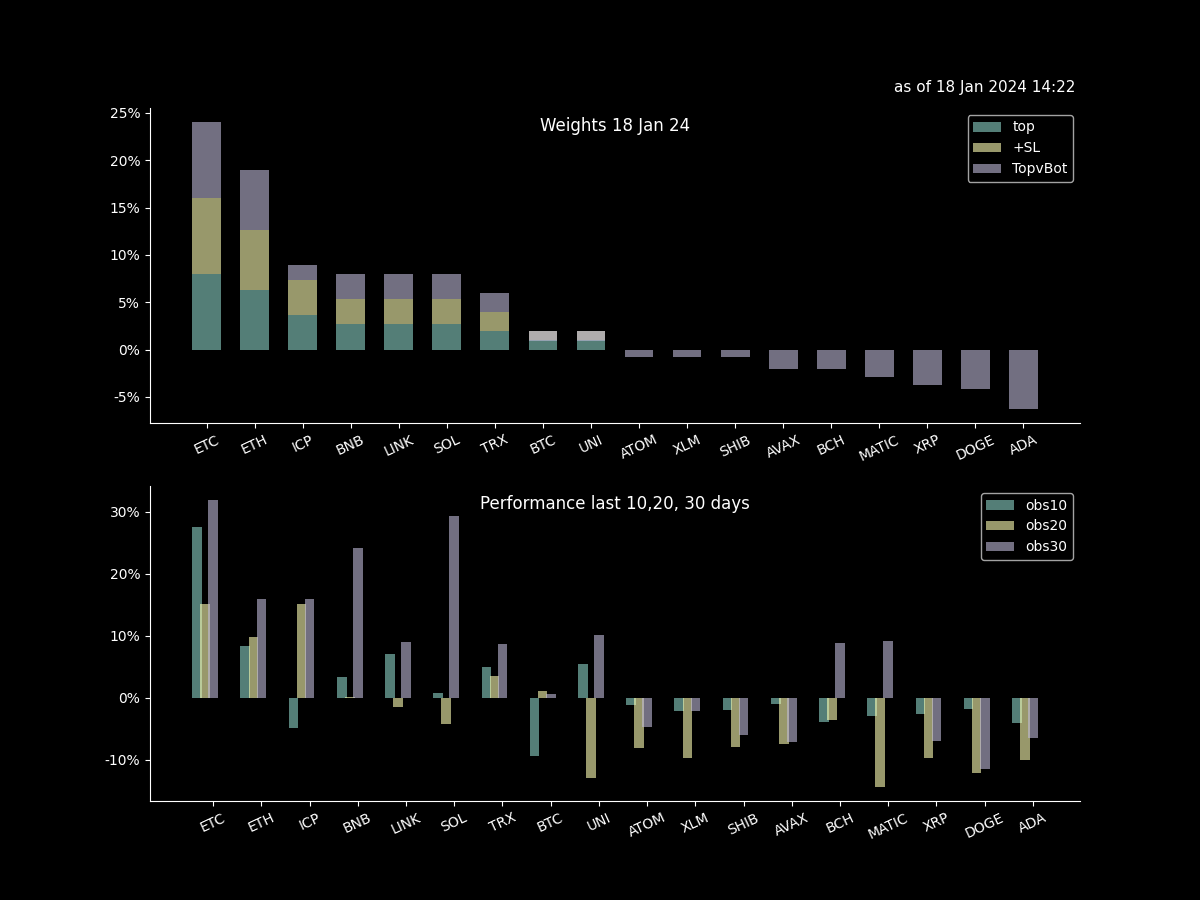 as of 18 Jan 2024 14:22
Weights 18 Jan 24
top
+SL
TopvBot
25%
20%
15%
10%
5%
0%
-5%
ETC ETH ICP BNB LINK SOL TRX BTC UNI ATOM XLM SHIB AVAX BCH MATIC XRP DOGE ADA
Performance last 10,20, 30 days
obs10
obs20
obs30
30%
20%
10%
0%
-10%
ETC ETH ICP BNB LINK SOL TRX BTC UNI ATOM XLM SHIB AVAX BCH MATIC XRP DOGE ADA